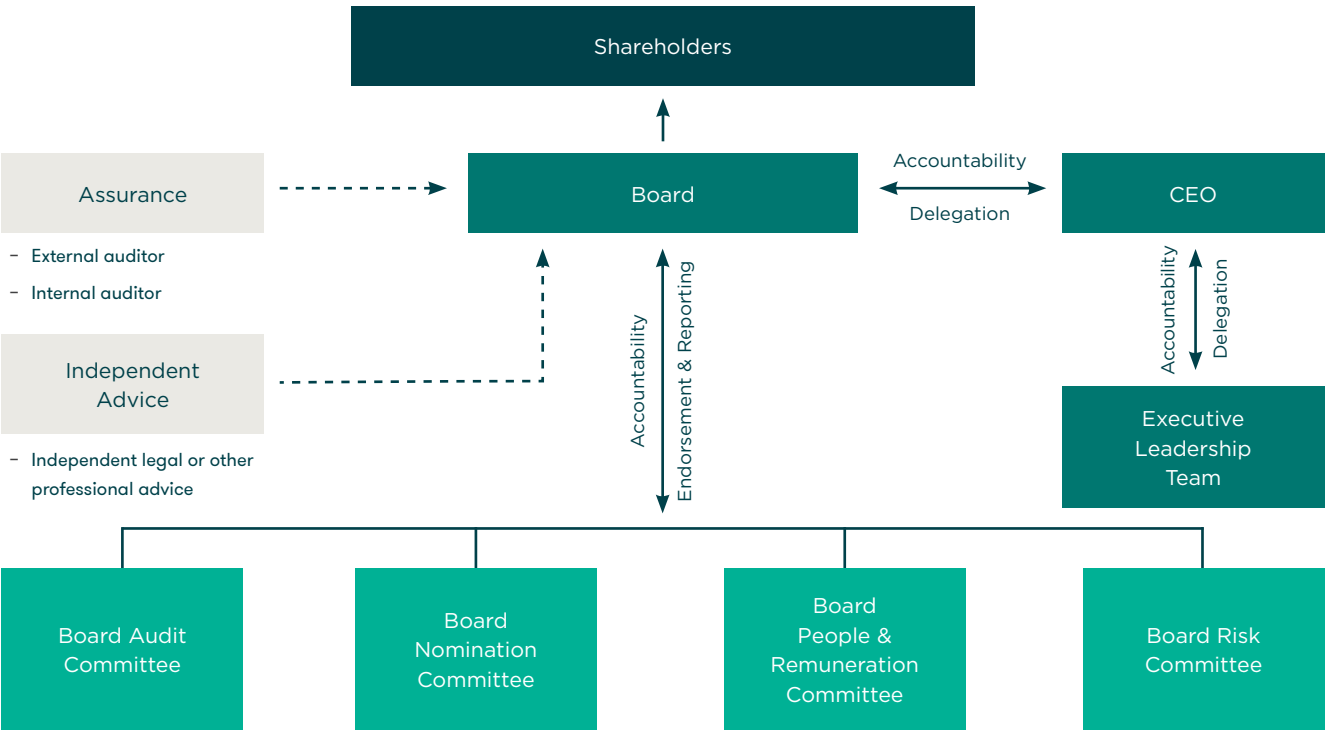 Shareholders
Assurance
– External auditor
– Internal auditor
Independent
Advice
– Independent legal or other
professional advice
Board
Accountability
Delegation
CEO
Accountability
Delegation
Executive
Leadership
Team
Accountability
Endorsement & Reporting
Board Audit
Committee
Board
Nomination
Committee
Board
People &
Remuneration
Committee
Board Risk
Committee